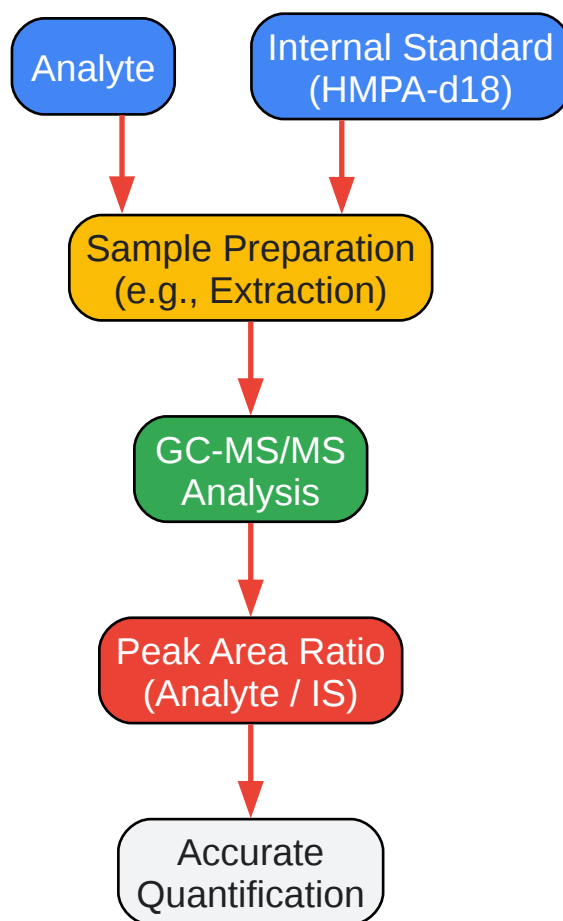 Analyte
Internal Standard
(HMPA-d18)
Sample Preparation
(e.g., Extraction)
GC-MS/MS
Analysis
Peak Area Ratio
(Analyte / IS)
Accurate
Quantification